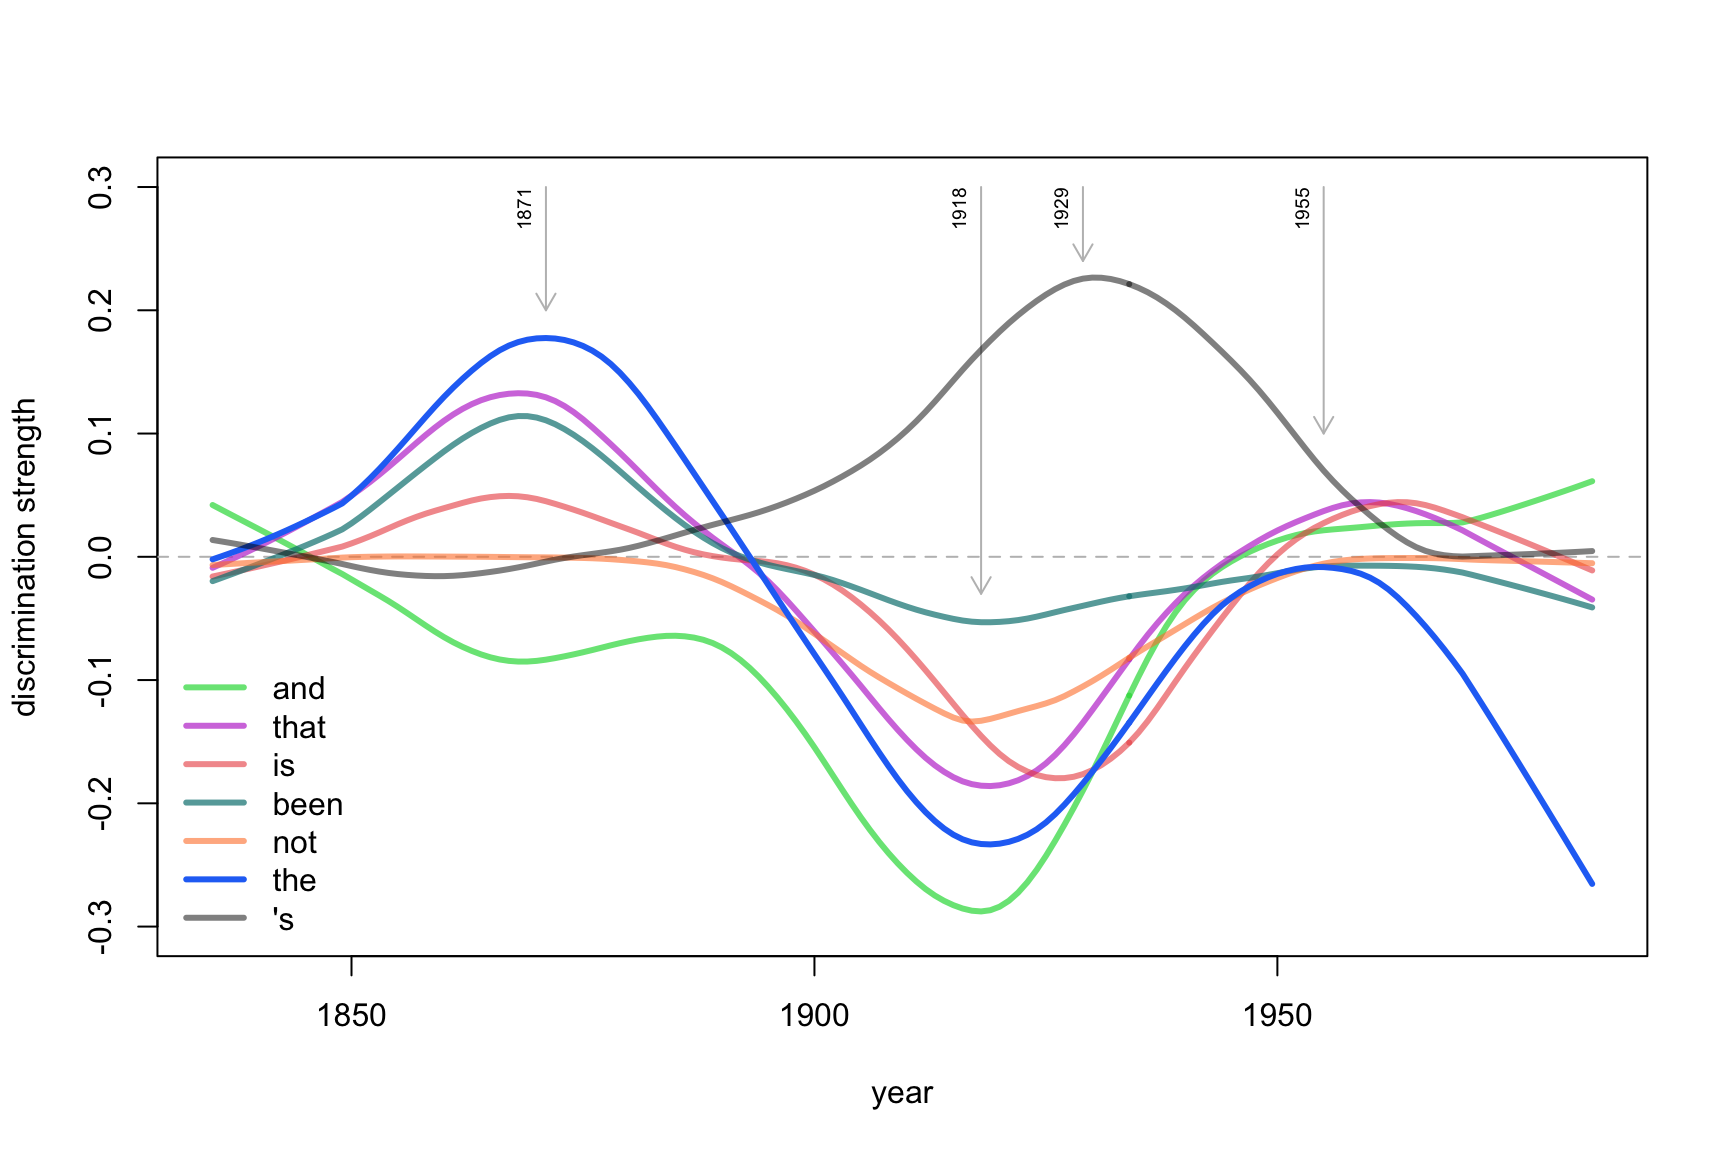 0.3
0.2
0.1
0.0
-0.1
-0.2
-0.3
discrimination strength
1871
1918
1929
1955
and
that
is
been
not
the
's
1850
1900
1950
year